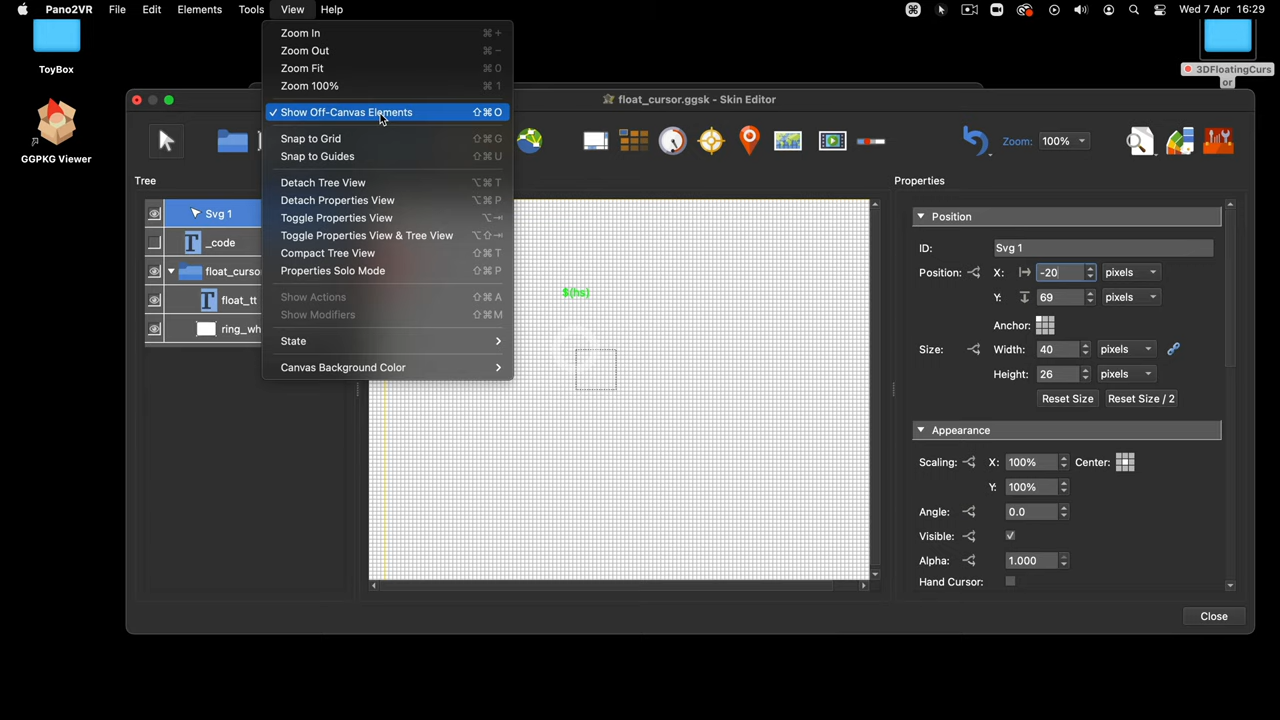 Pano2VR File Edit Elements Tools View Help Wed 7 Apr 16:29
ToyBox
GGPKG Viewer
3DFloatingCurs
or
float_cursor.ggsk - Skin Editor
Zoom In ⌘ +
Zoom Out ⌘ −
Zoom Fit ⌘ 0
Zoom 100% ⌘ 1
✓ Show Off-Canvas Elements ⇧⌘O
Snap to Grid ⇧⌘G
Snap to Guides ⇧⌘U
Detach Tree View ⌥⌘T
Detach Properties View ⌥⌘P
Toggle Properties View ⌥⇥
Toggle Properties View & Tree View ⌥⇧⇥
Compact Tree View ⇧⌘T
Properties Solo Mode ⇧⌘P
Show Actions ⇧⌘A
Show Modifiers ⇧⌘M
State
Canvas Background Color
Zoom: 100%
Tree
Svg 1
_code
float_curso
float_tt
ring_wh
$(hs)
Properties
Position
ID: Svg 1
Position: X: -20 pixels
Y: 69 pixels
Anchor:
Size: Width: 40 pixels
Height: 26 pixels
Reset Size Reset Size / 2
Appearance
Scaling: X: 100% Center:
Y: 100%
Angle: 0.0
Visible:
Alpha: 1.000
Hand Cursor:
Close